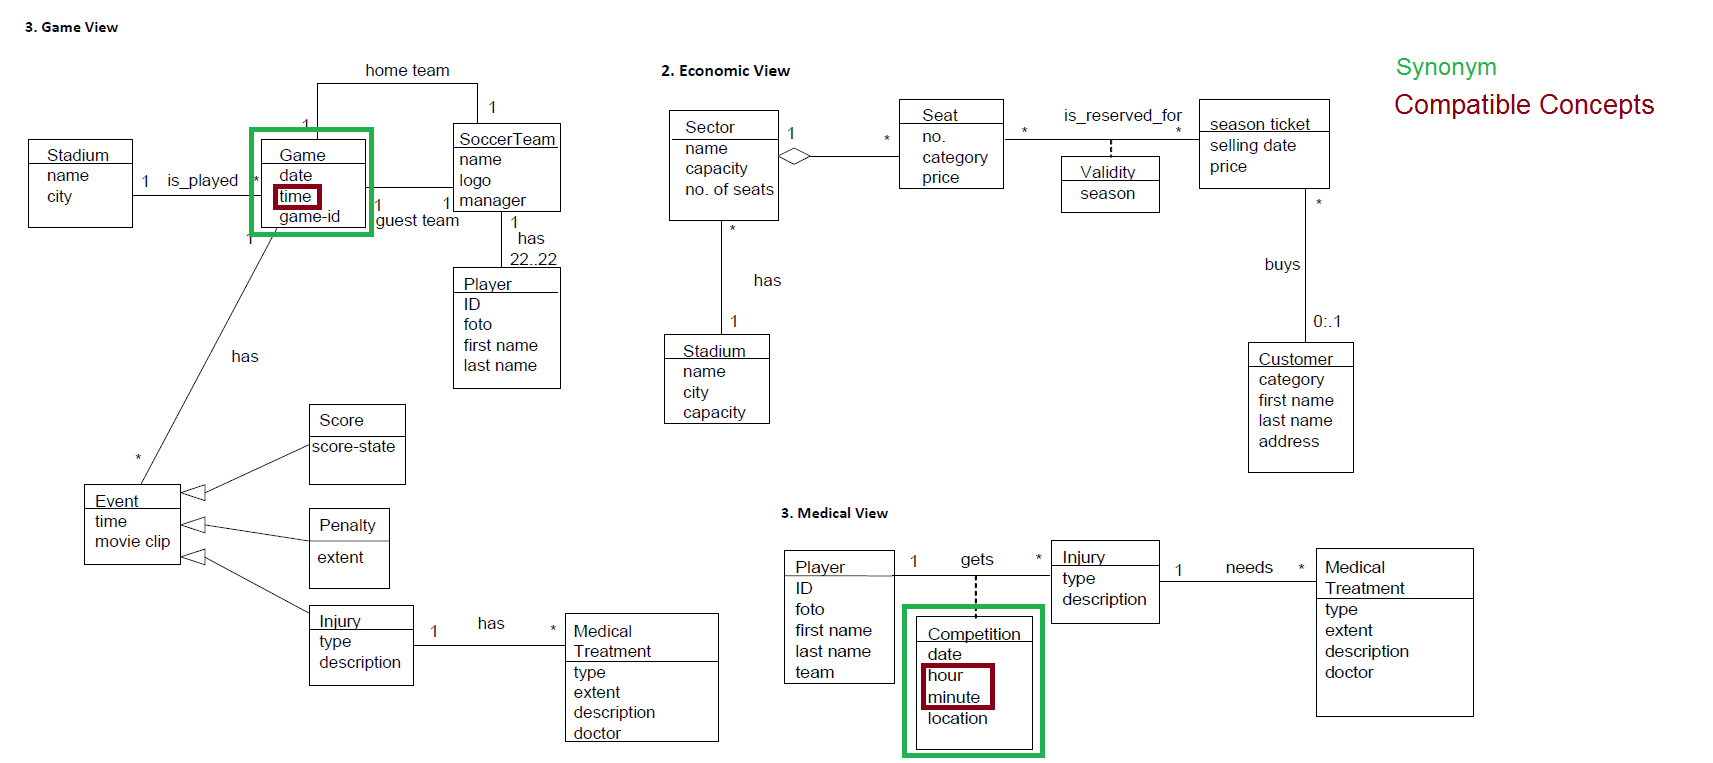 3. Game View
home team
1
1
Stadium
name
city
1
is_played
*
Game
date
time
game-id
1
1
1
guest team
SoccerTeam
name
logo
manager
1
has
22..22
Player
ID
foto
first name
last name
has
*
Event
time
movie clip
Score
score-state
Penalty
extent
Injury
type
description
1
has
*
Medical
Treatment
type
extent
description
doctor
2. Economic View
Sector
name
capacity
no. of seats
1
*
Seat
no.
category
price
*
is_reserved_for
*
Validity
season
season ticket
selling date
price
*
buys
0:.1
Customer
category
first name
last name
address
*
has
1
Stadium
name
city
capacity
Synonym
Compatible Concepts
3. Medical View
Player
ID
foto
first name
last name
team
1
gets
*
Injury
type
description
1
needs
*
Medical
Treatment
type
extent
description
doctor
Competition
date
hour
minute
location